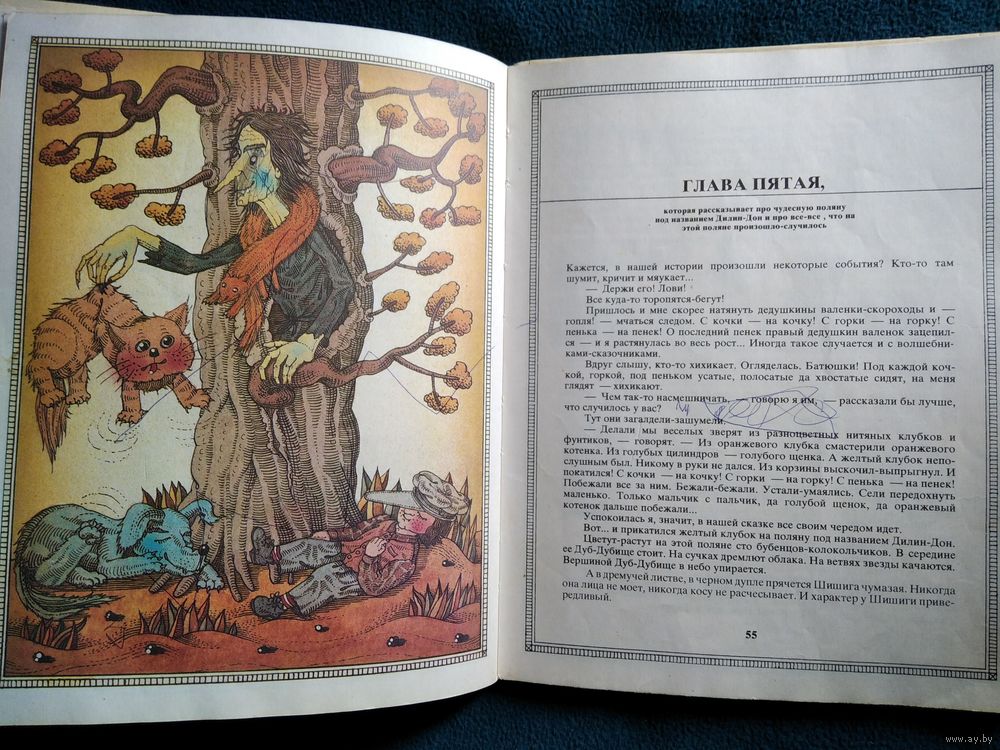 ГЛАВА ПЯТАЯ,
которая рассказывает про чудесную поляну
под названием Дилин-Дон и про все-все , что на
этой поляне произошло-случилось
Кажется, в нашей истории произошли некоторые события? Кто-то там
шумит, кричит и мяукает...
— Держи его! Лови!
Все куда-то торопятся-бегут!
Пришлось и мне скорее натянуть дедушкины валенки-скороходы и —
гопля! — мчаться следом. С кочки — на кочку! С горки — на горку! С
пенька — на пенек! О последний пенек правый дедушкин валенок зацепил-
ся — и я растянулась во весь рост... Иногда такое случается и с волшебни-
ками-сказочниками.
Вдруг слышу, кто-то хихикает. Огляделась. Батюшки! Под каждой коч-
кой, горкой, под пеньком усатые, полосатые да хвостатые сидят, на меня
глядят — хихикают.
— Чем так-то насмешничать, — говорю я им, — рассказали бы лучше,
что случилось у вас?
Тут они загалдели-зашумели.
— Делали мы веселых зверят из разноцветных нитяных клубков и
фунтиков, — говорят. — Из оранжевого клубка смастерили оранжевого
котенка. Из голубых цилиндров — голубого щенка. А желтый клубок непо-
слушным был. Никому в руки не дался. Из корзины выскочил-выпрыгнул. И
покатился! С кочки — на кочку! С горки — на горку! С пенька — на пенек!
Побежали все за ним. Бежали-бежали. Устали-умаялись. Сели передохнуть
маленько. Только мальчик с пальчик, да голубой щенок, да оранжевый
котенок дальше побежали...
Успокоилась я, значит, в нашей сказке все своим чередом идет.
Вот... и прикатился желтый клубок на поляну под названием Дилин-Дон.
Цветут-растут на этой поляне сто бубенцов-колокольчиков. В середине
ее Дуб-Дубище стоит. На сучках дремлют облака. На ветвях звезды качаются.
Вершиной Дуб-Дубище в небо упирается.
А в дремучей листве, в черном дупле прячется Шишига чумазая. Никогда
она лица не моет, никогда косу не расчесывает. И характер у Шишиги приве-
редливый.
55
www.ay.by